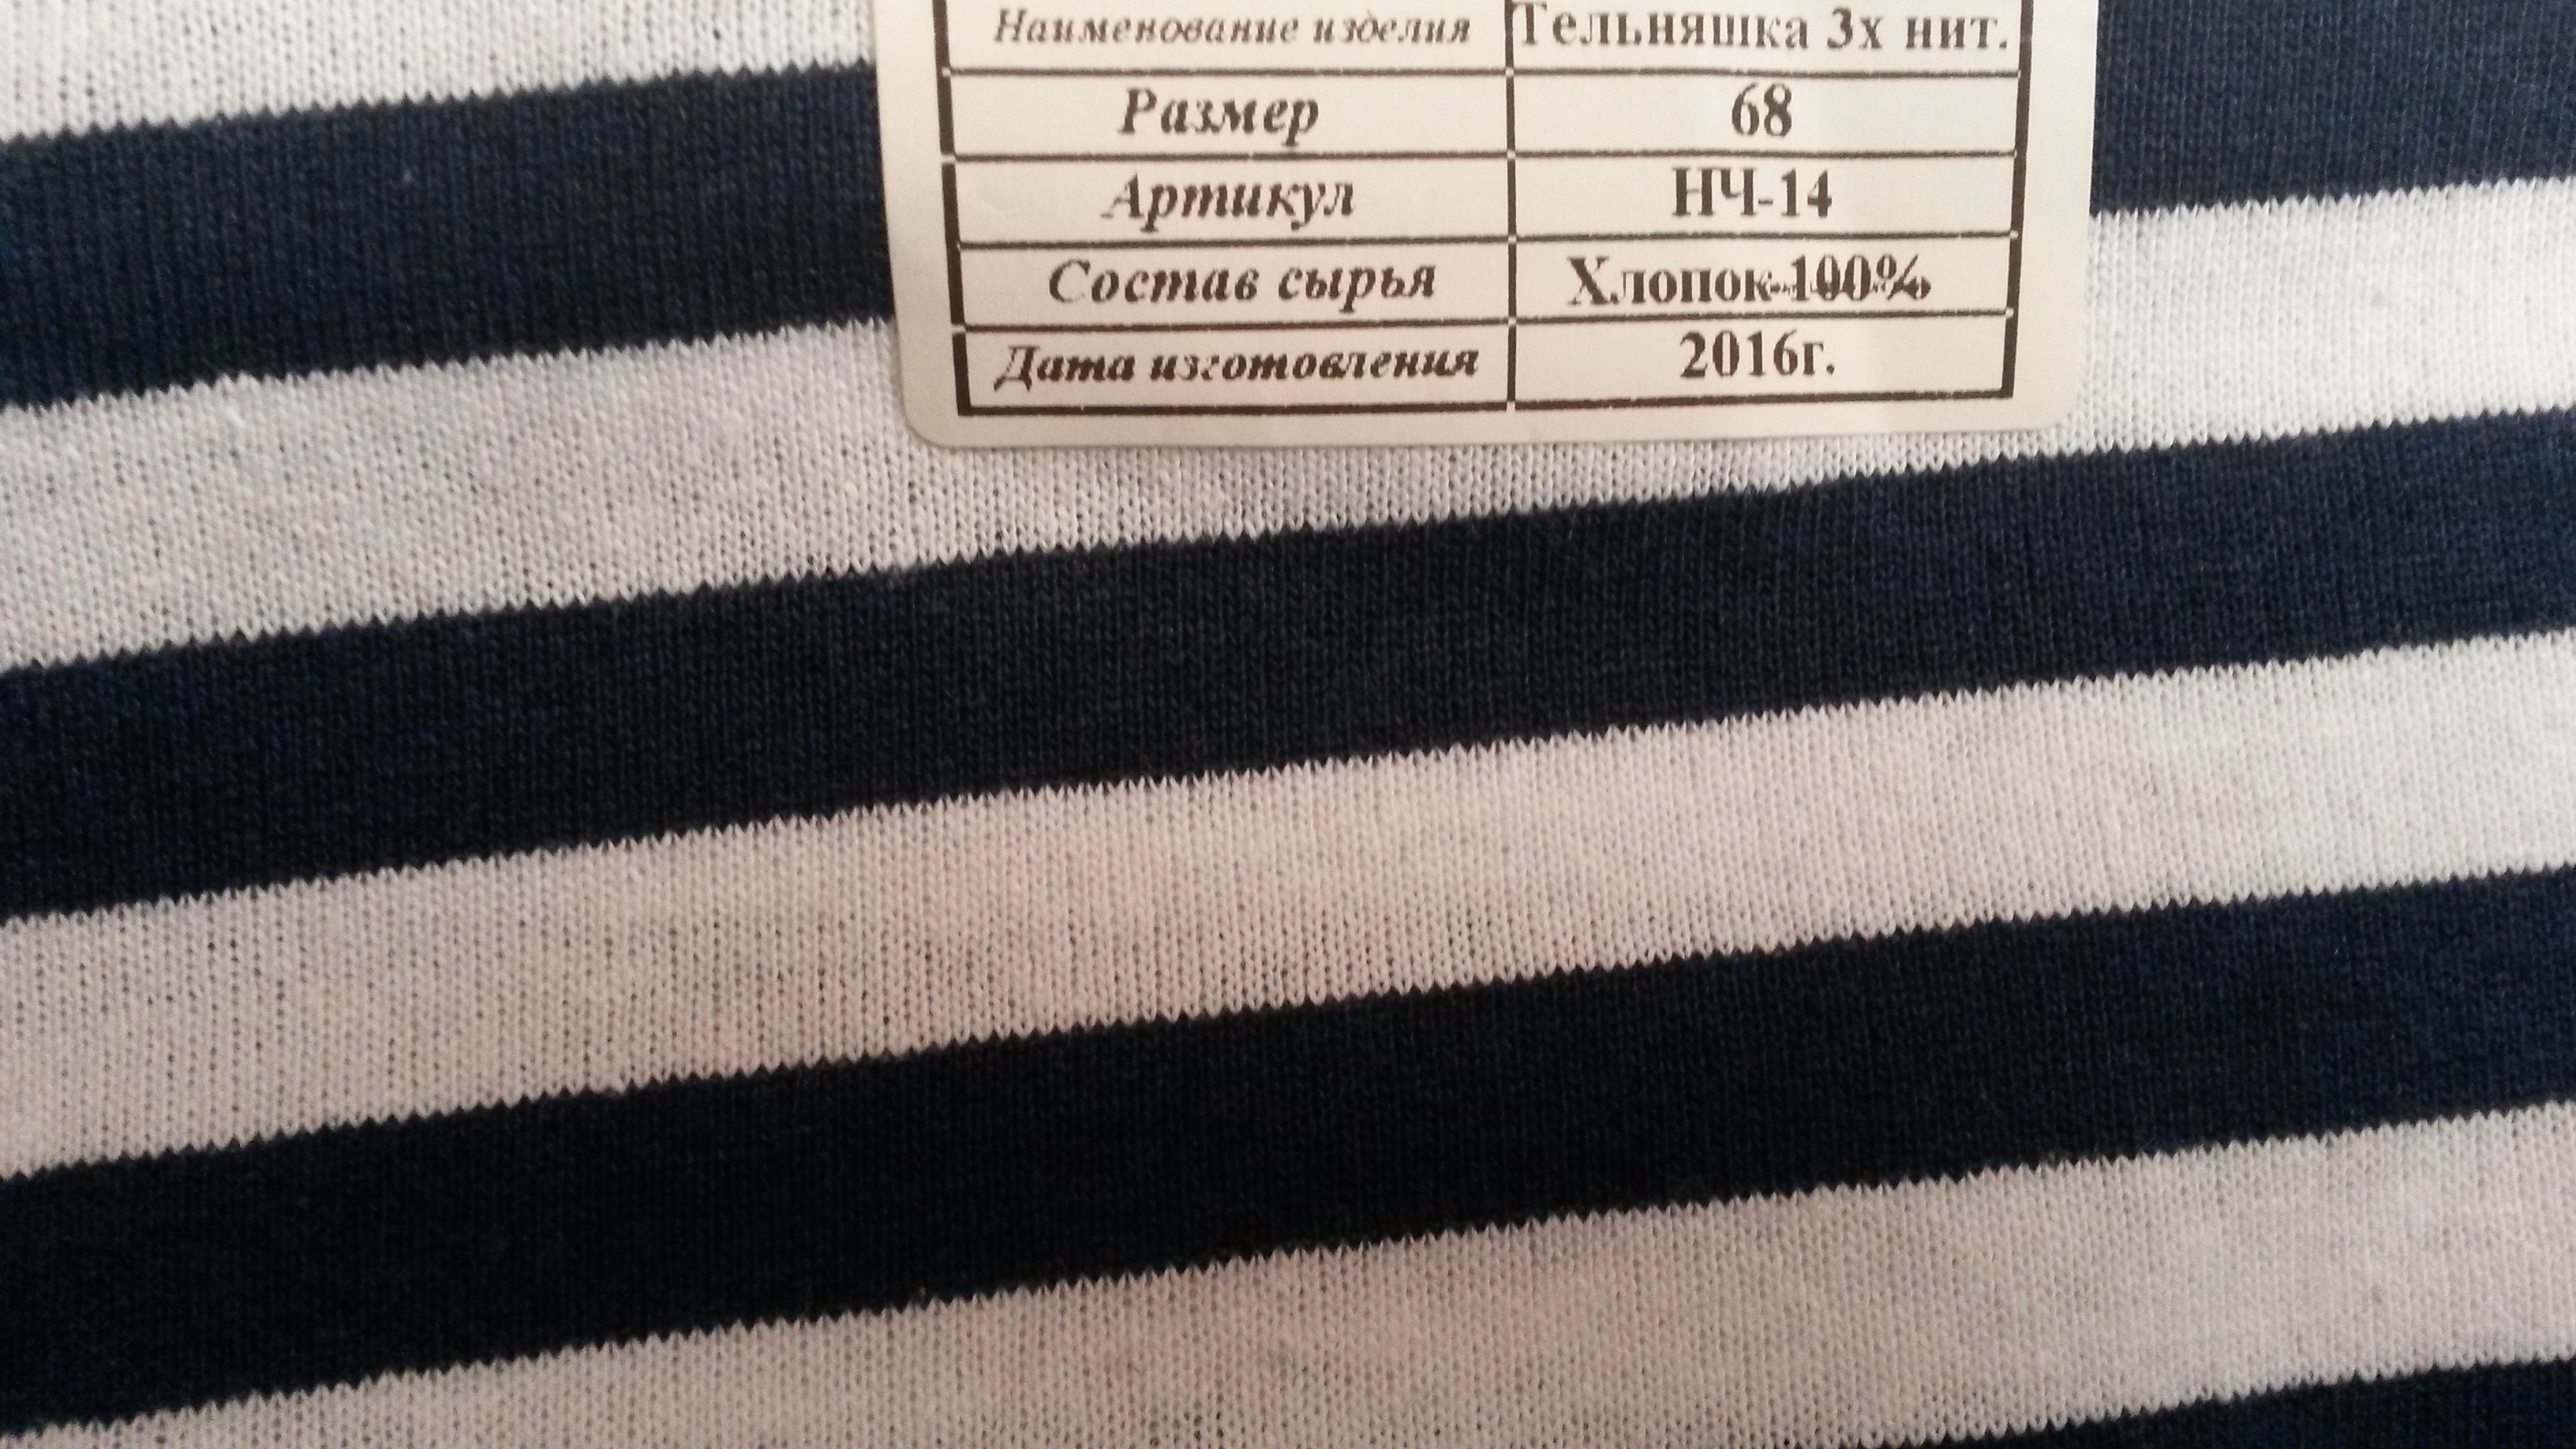 Наименование изделия Тельняшка 3х нит.
Размер 68
Артикул НЧ-14
Состав сырья Хлопок-100%
Дата изготовления 2016г.